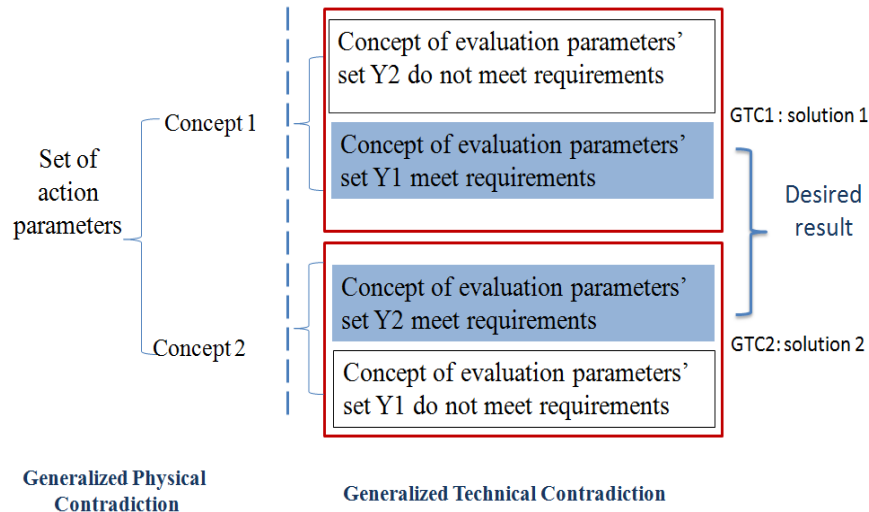 Set of
action
parameters
Concept 1
Concept 2
Concept of evaluation parameters’
set Y2 do not meet requirements
Concept of evaluation parameters’
set Y1 meet requirements
Concept of evaluation parameters’
set Y2 meet requirements
Concept of evaluation parameters’
set Y1 do not meet requirements
GTC1 : solution 1
Desired
result
GTC2: solution 2
Generalized Physical
Contradiction
Generalized Technical Contradiction